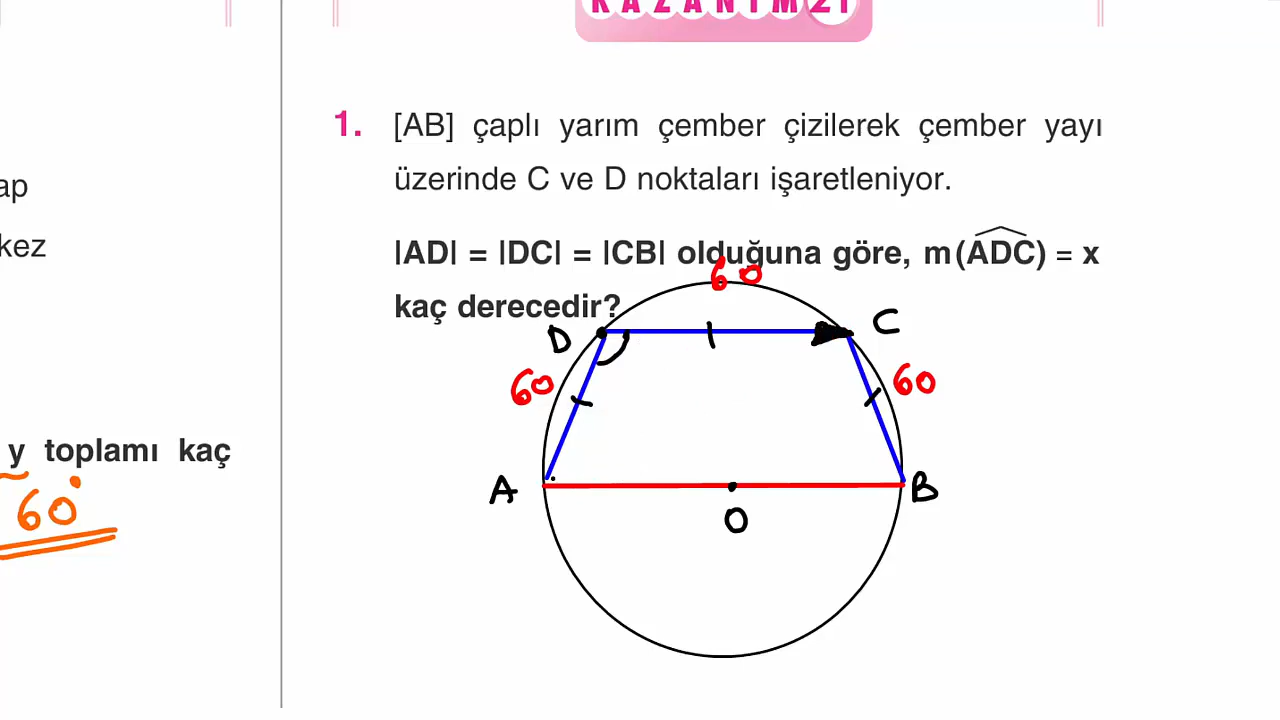 KAZANIM 21
ap
kez
y toplamı kaç
60°
1. [AB] çaplı yarım çember çizilerek çember yayı
üzerinde C ve D noktaları işaretleniyor.
|AD| = |DC| = |CB| olduğuna göre, m(ADC) = x
kaç derecedir?
60
D
C
60
60
A
B
O